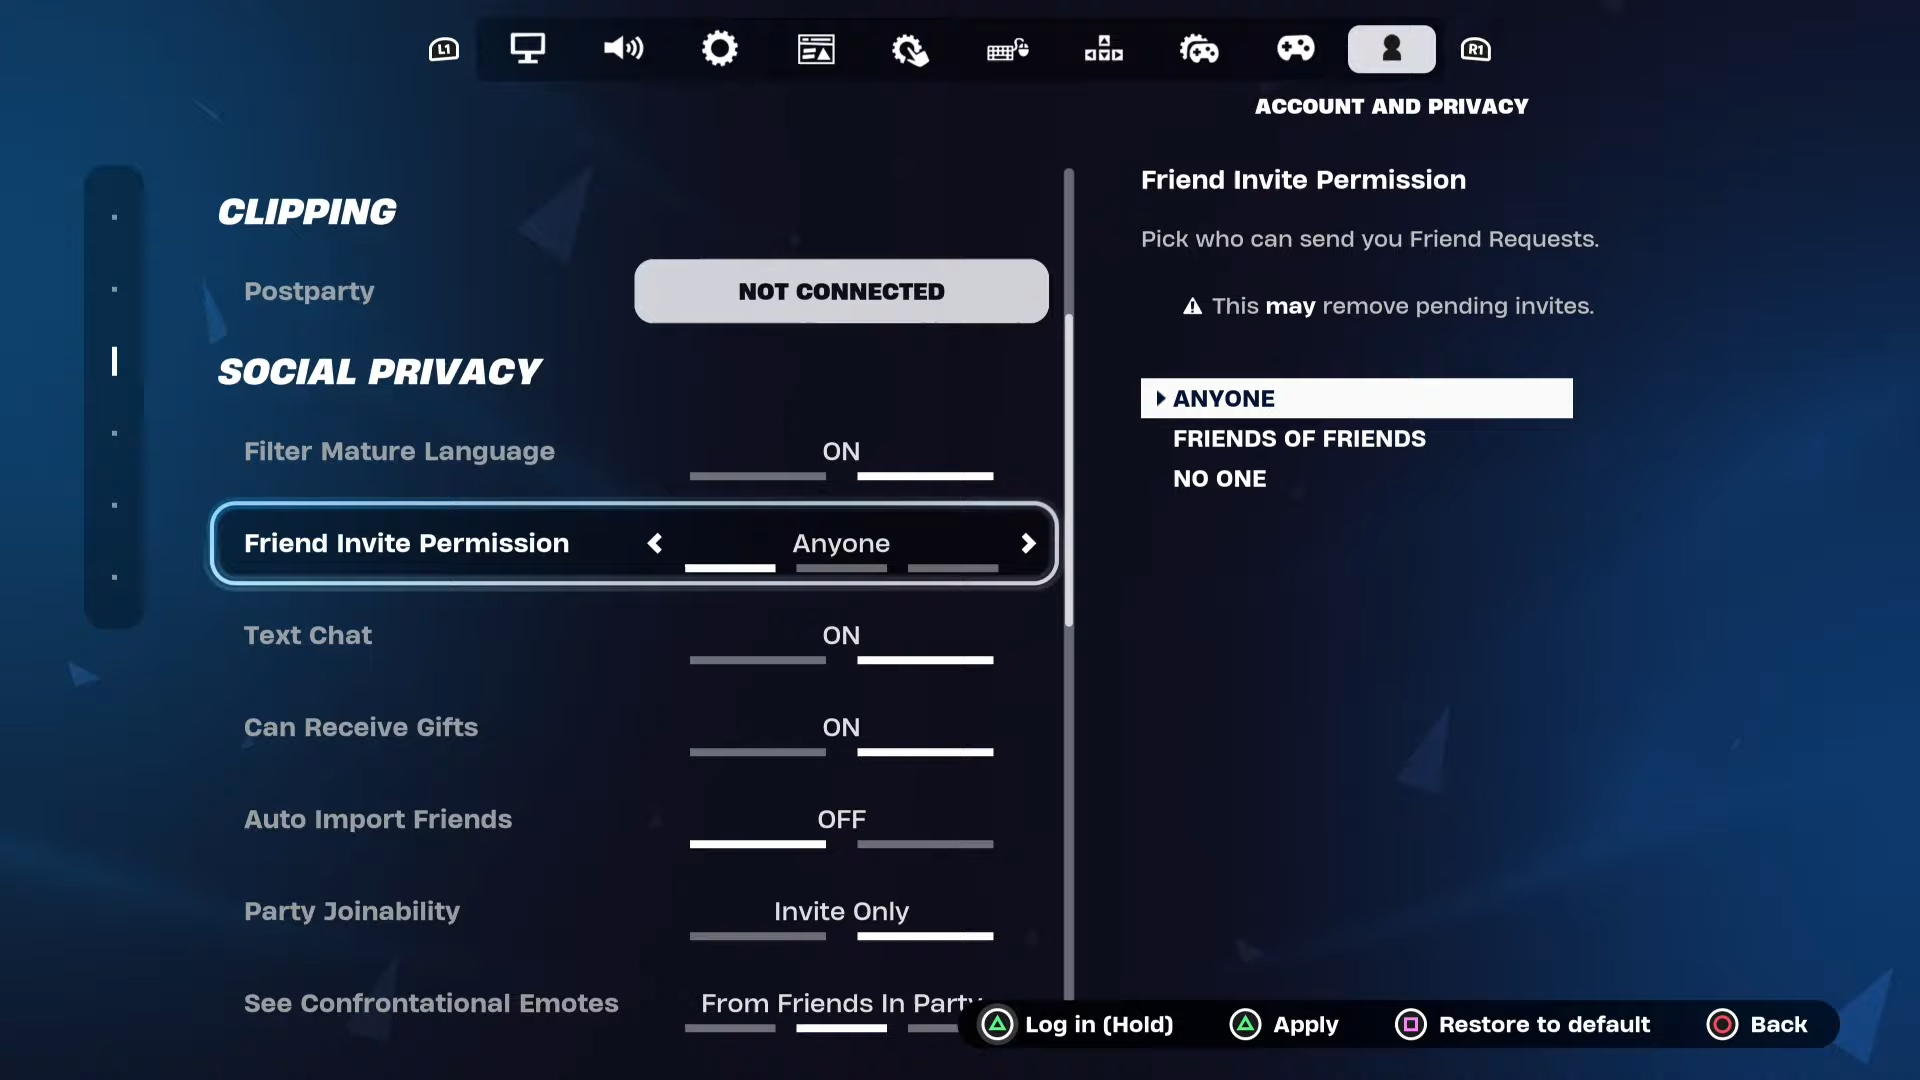 L1
R1
ACCOUNT AND PRIVACY
CLIPPING
Postparty
NOT CONNECTED
SOCIAL PRIVACY
Filter Mature Language
ON
Friend Invite Permission
Anyone
Text Chat
ON
Can Receive Gifts
ON
Auto Import Friends
OFF
Party Joinability
Invite Only
See Confrontational Emotes
From Friends In Party
Friend Invite Permission
Pick who can send you Friend Requests.
This may remove pending invites.
ANYONE
FRIENDS OF FRIENDS
NO ONE
Log in (Hold)
Apply
Restore to default
Back